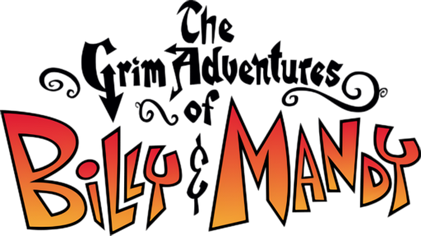 The
Grim Adventures
of
BiLLY & MANDY